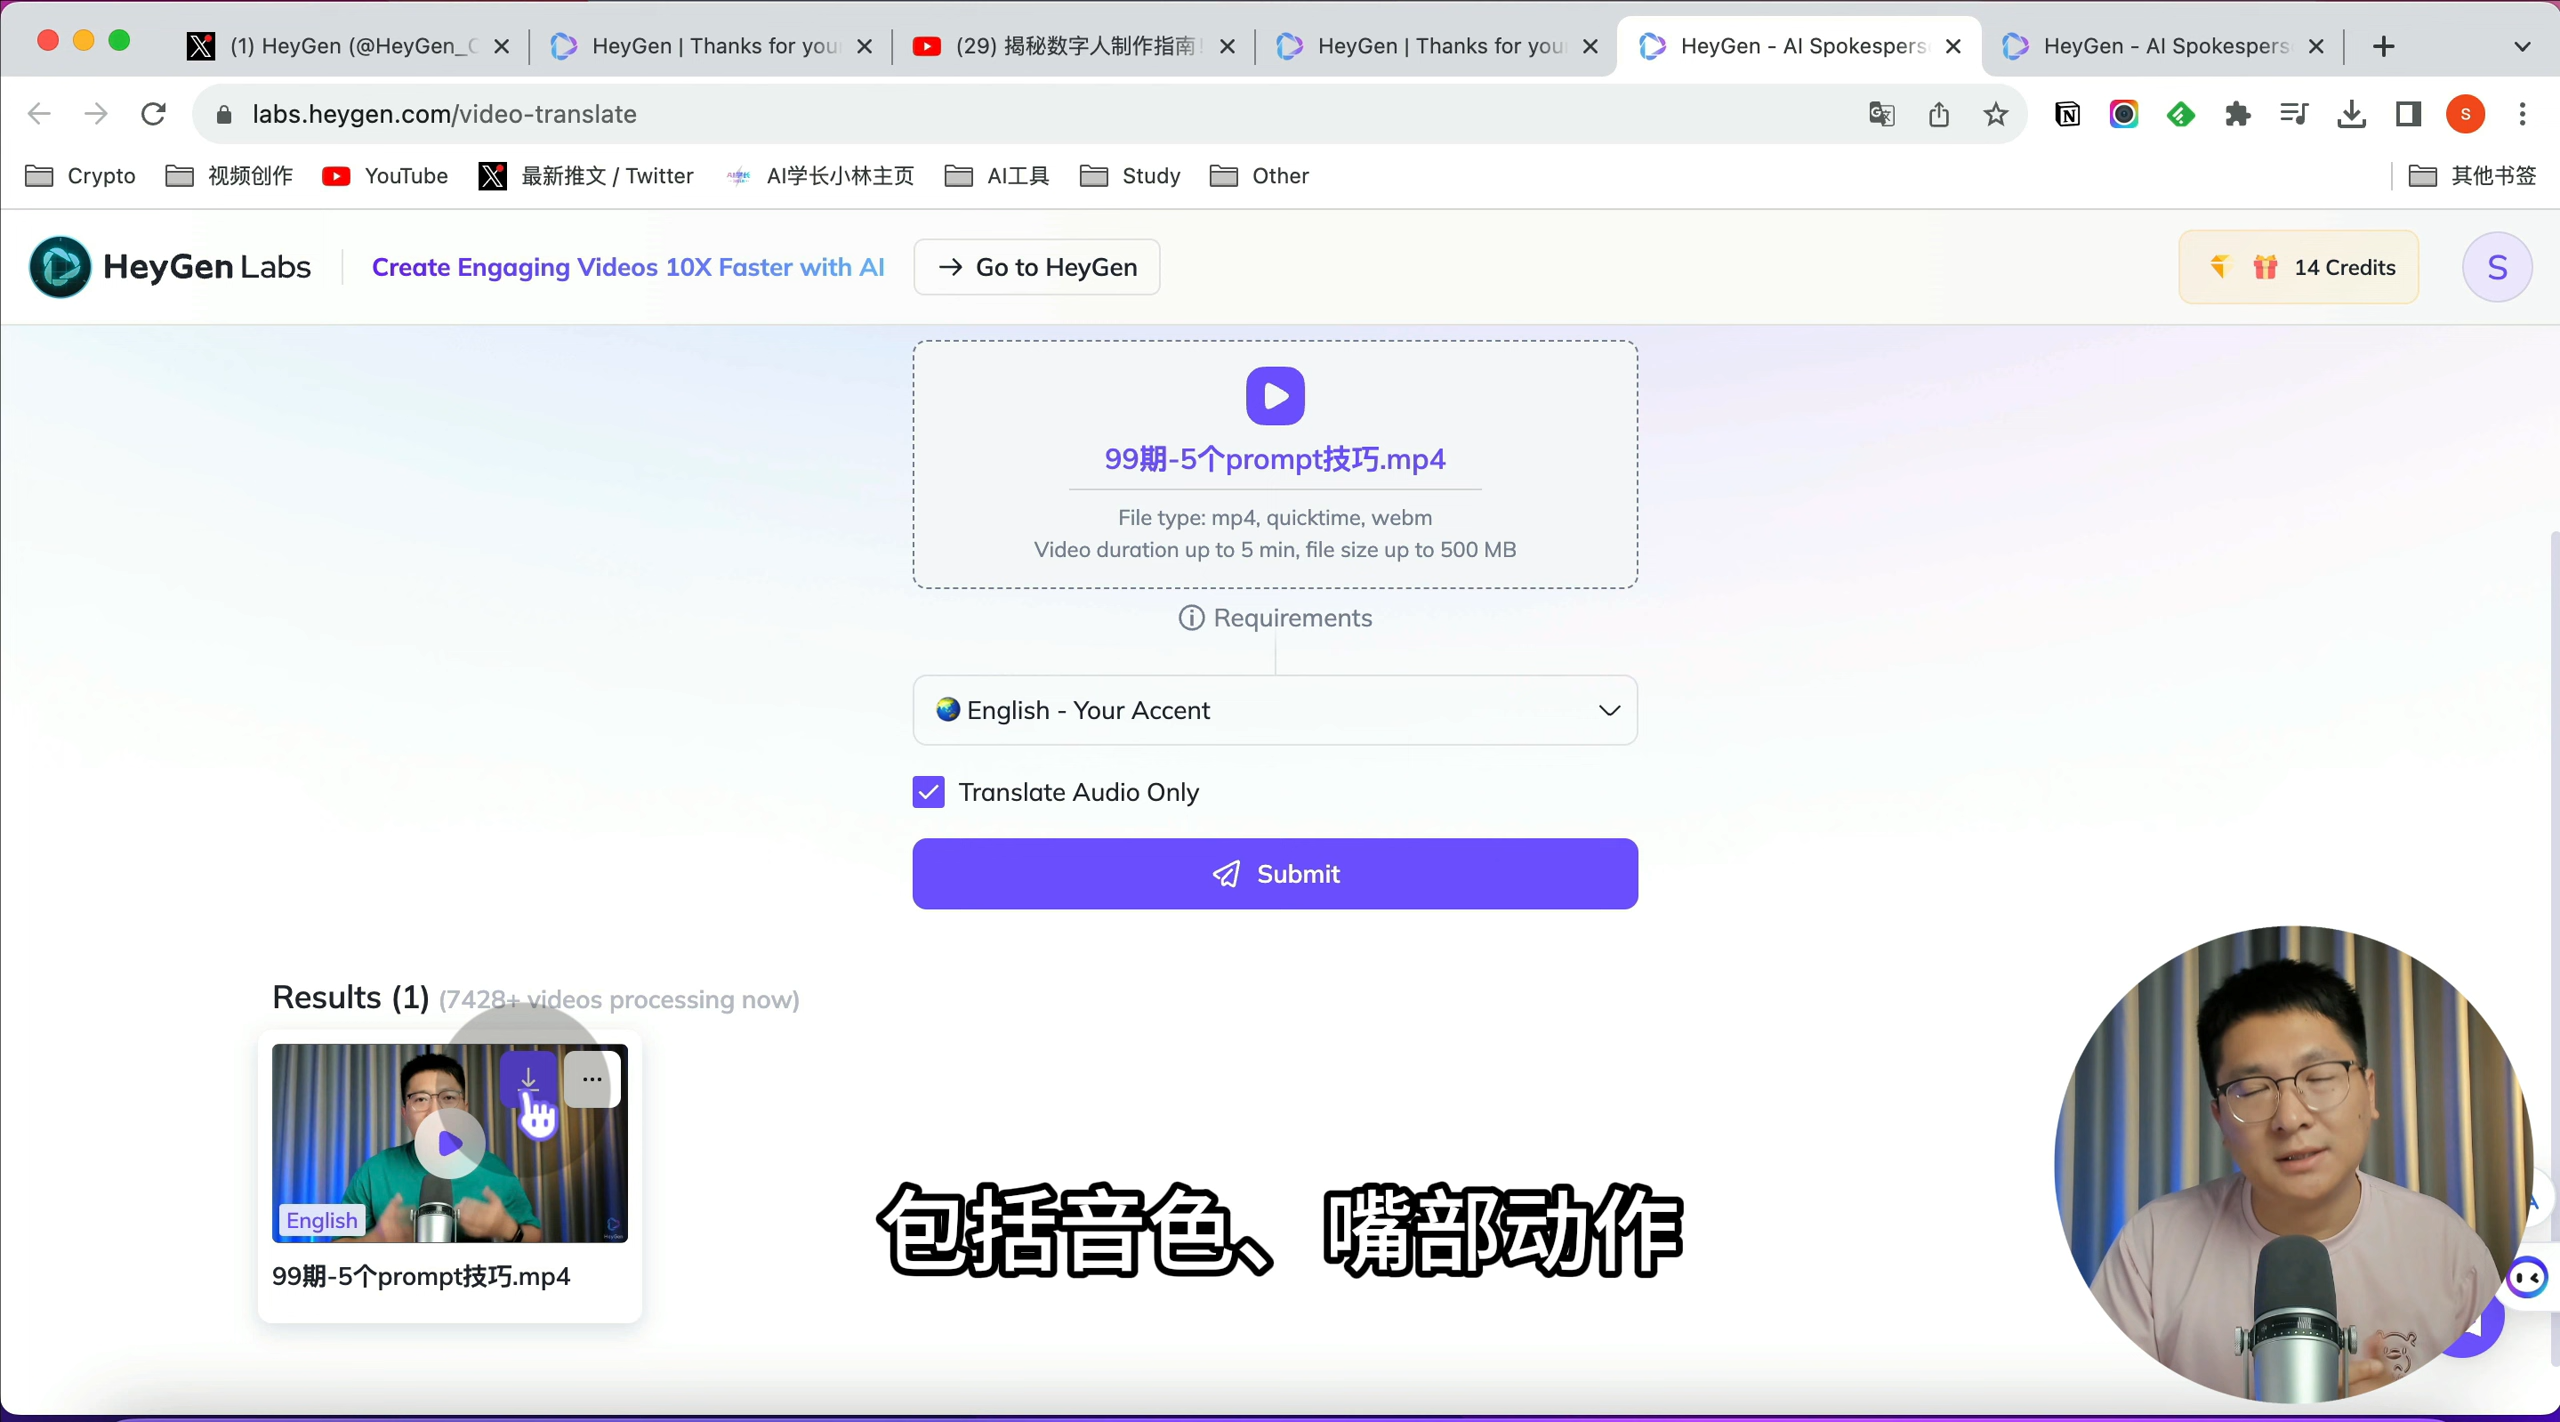 (1) HeyGen (@HeyGen_O
HeyGen | Thanks for you
(29) 揭秘数字人制作指南!
HeyGen | Thanks for you
HeyGen - AI Spokespers
HeyGen - AI Spokespers
labs.heygen.com/video-translate
S
Crypto
视频创作
YouTube
最新推文 / Twitter
AI学长小林主页
AI工具
Study
Other
其他书签
HeyGen Labs
Create Engaging Videos 10X Faster with AI
Go to HeyGen
14 Credits
S
99期-5个prompt技巧.mp4
File type: mp4, quicktime, webm
Video duration up to 5 min, file size up to 500 MB
Requirements
English - Your Accent
Translate Audio Only
Submit
Results (1) (7428+ videos processing now)
English
99期-5个prompt技巧.mp4
包括音色、嘴部动作